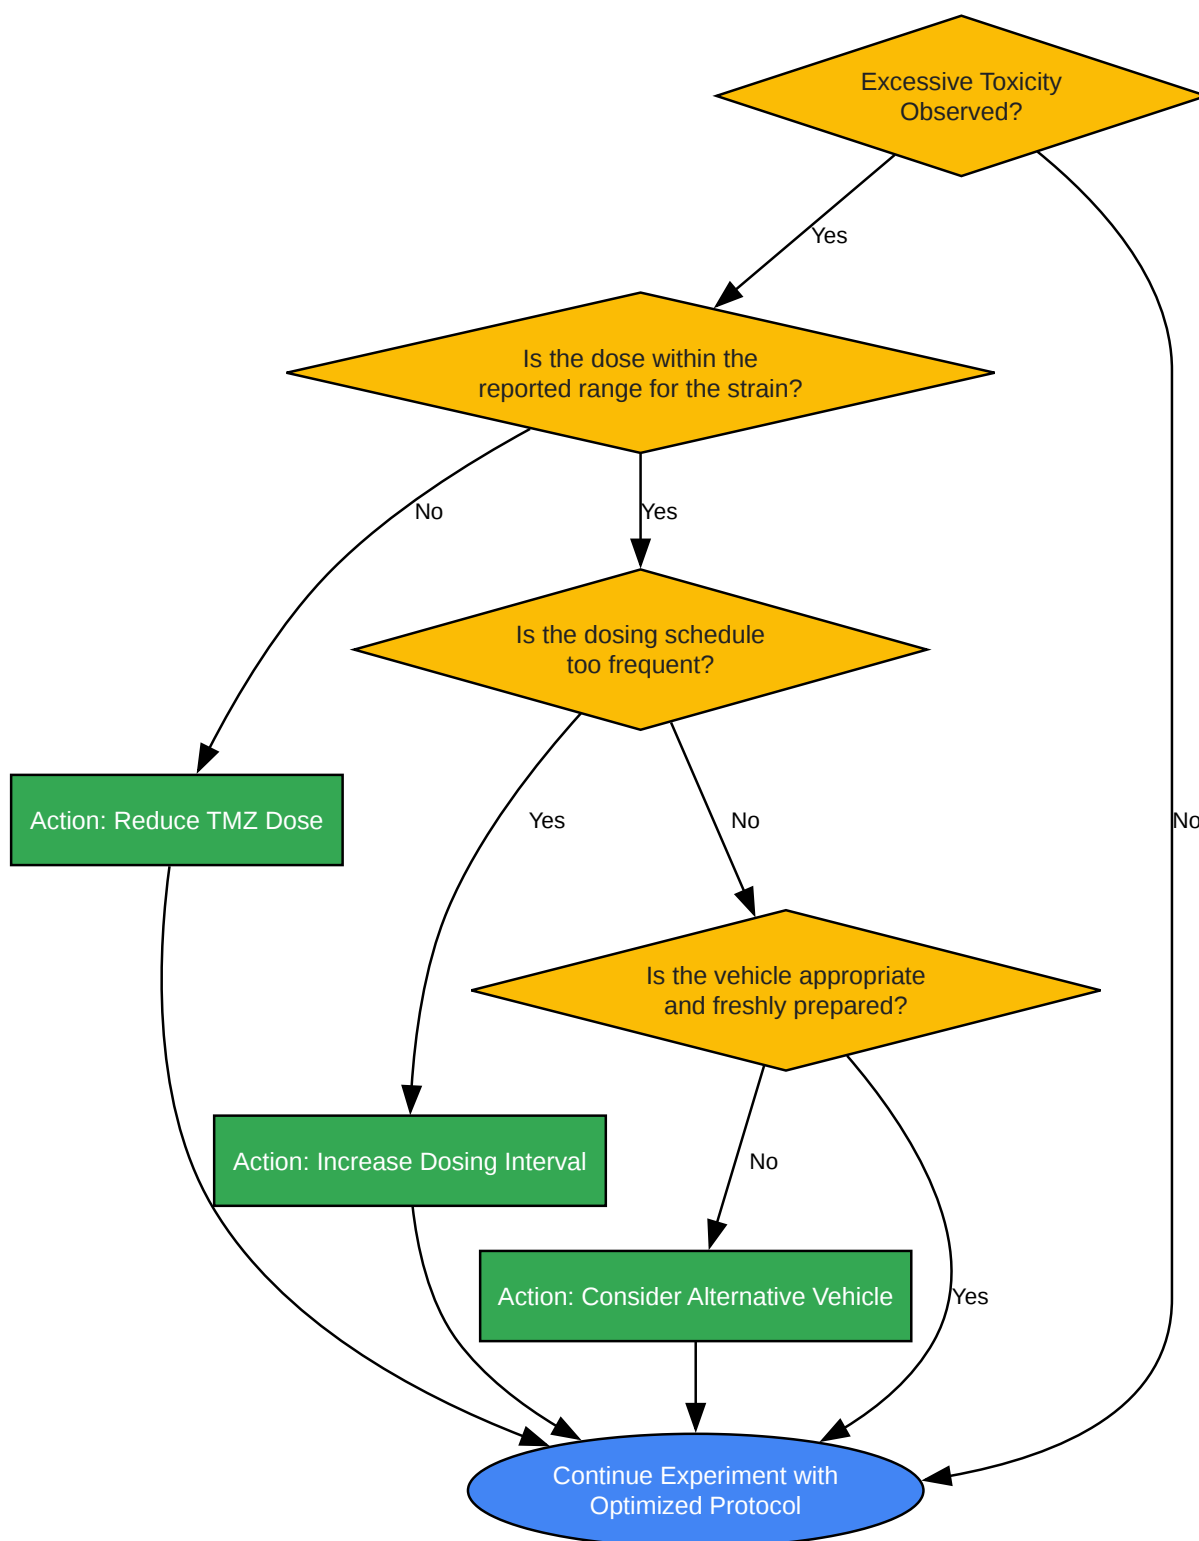 Excessive Toxicity
Observed?
Yes
Is the dose within the
reported range for the strain?
No
Yes
Is the dosing schedule
too frequent?
Action: Reduce TMZ Dose
Yes
No
No
Is the vehicle appropriate
and freshly prepared?
Action: Increase Dosing Interval
No
Action: Consider Alternative Vehicle
Yes
Continue Experiment with
Optimized Protocol